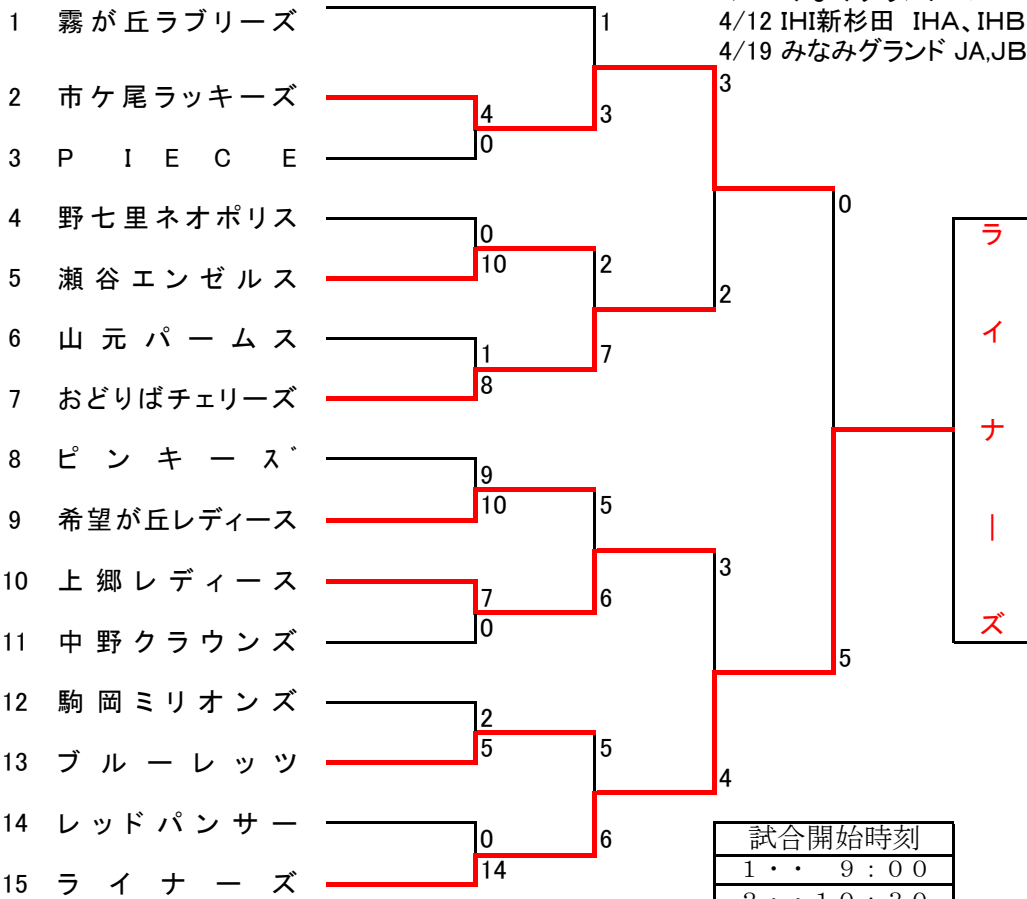 4/12 IHI新杉田 IHA、IHB
4/19 みなみグランド JA,JB
1 霧が丘ラブリーズ
2 市ケ尾ラッキーズ
3 P I E C E
4 野七里ネオポリス
5 瀬谷エンゼルス
6 山元パームス
7 おどりばチェリーズ
8 ピンキーズ
9 希望が丘レディース
10 上郷レディース
11 中野クラウンズ
12 駒岡ミリオンズ
13 ブルーレッツ
14 レッドパンサー
15 ライナーズ
4
0
0
10
1
8
9
10
7
0
2
5
0
14
1
3
2
7
5
6
5
6
3
2
3
4
0
5
ライナーズ
試合開始時刻
1・・ 9:00